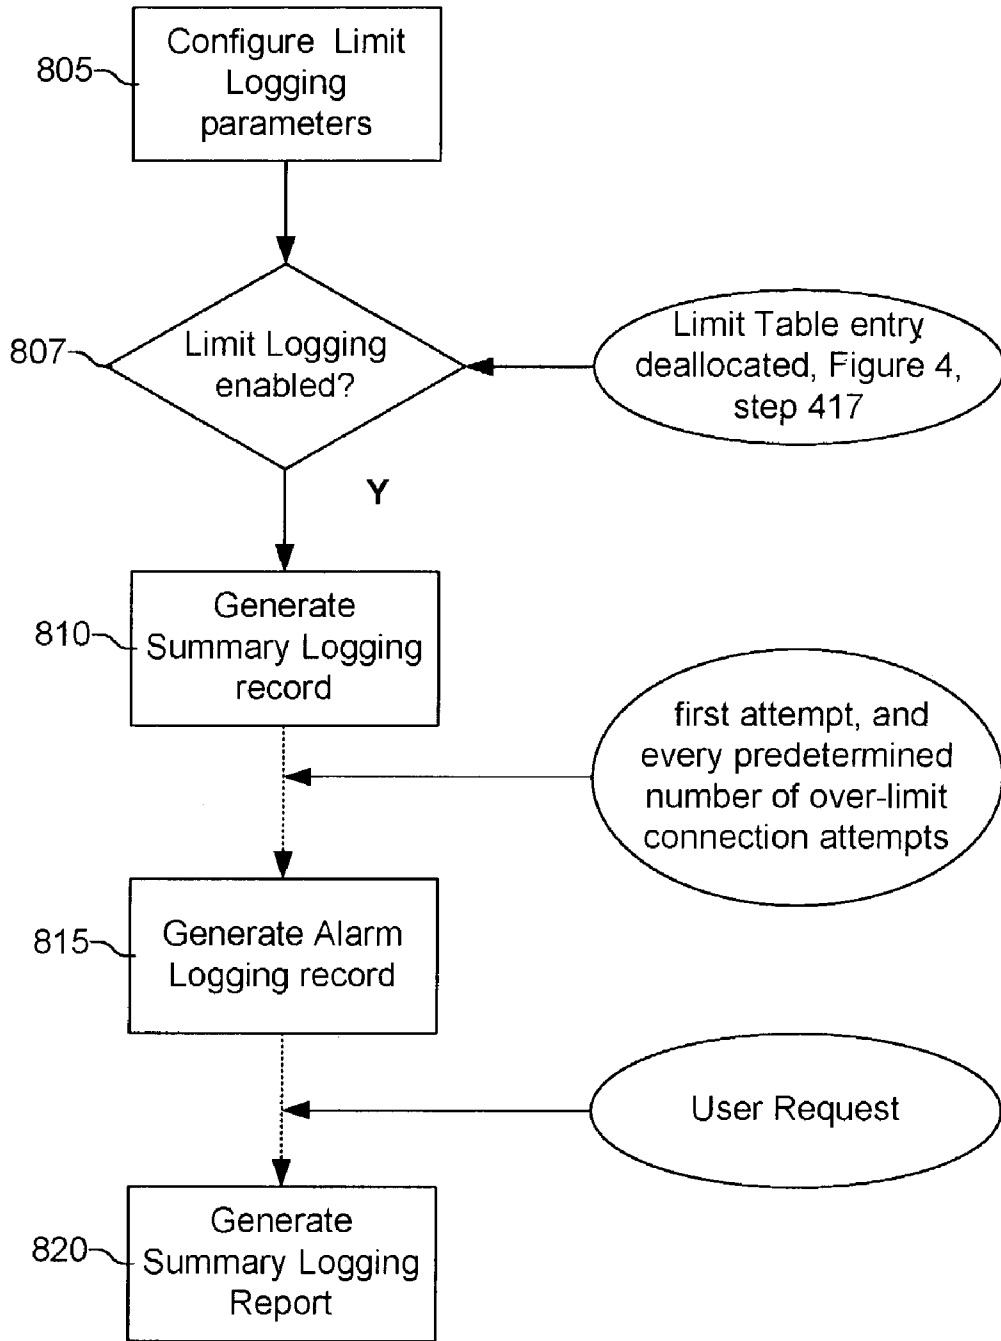 805
Configure Limit
Logging
parameters
807
Limit Logging
enabled?
Limit Table entry
deallocated, Figure 4,
step 417
Y
810
Generate
Summary Logging
record
first attempt, and
every predetermined
number of over-limit
connection attempts
815
Generate Alarm
Logging record
User Request
820
Generate
Summary Logging
Report